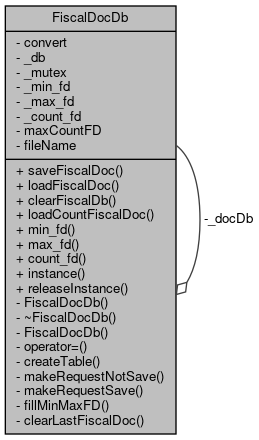 FiscalDocDb
- convert
- _db
- _mutex
- _min_fd
- _max_fd
- _count_fd
- maxCountFD
- fileName
+ saveFiscalDoc()
+ loadFiscalDoc()
+ clearFiscalDb()
+ loadCountFiscalDoc()
+ min_fd()
+ max_fd()
+ count_fd()
+ instance()
+ releaseInstance()
- FiscalDocDb()
- ~FiscalDocDb()
- FiscalDocDb()
- operator=()
- createTable()
- makeRequestNotSave()
- makeRequestSave()
- fillMinMaxFD()
- clearLastFiscalDoc()
-_docDb